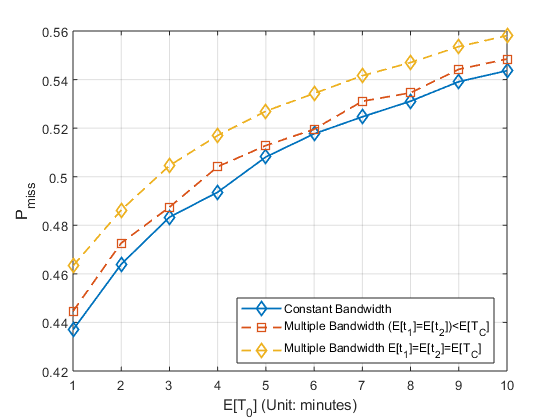 0.56
0.54
0.52
0.5
0.48
0.46
0.44
0.42
P_miss
1 2 3 4 5 6 7 8 9 10
E[T_0] (Unit: minutes)
Constant Bandwidth
Multiple Bandwidth (E[t_1]=E[t_2])<E[T_C]
Multiple Bandwidth E[t_1]=E[t_2]=E[T_C]